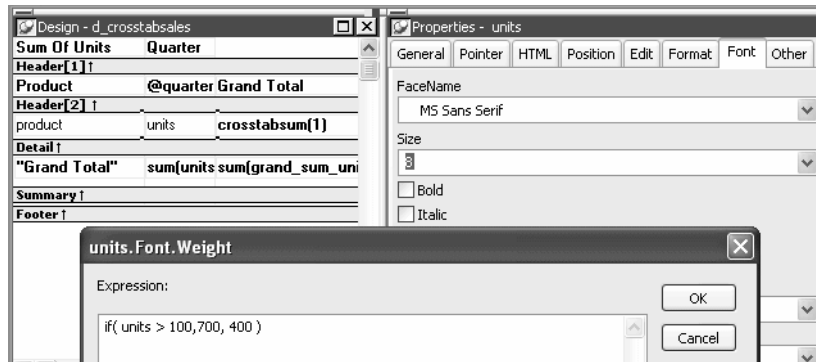 Design - d_crosstabsales
Sum Of Units Quarter
Header[1]↑
Product @quarter Grand Total
Header[2] ↑
product units crosstabsum(1)
Detail↑
"Grand Total" sum(units sum(grand_sum_uni
Summary↑
Footer↑
Properties - units
General Pointer HTML Position Edit Format Font Other
FaceName
MS Sans Serif
Size
8
Bold
Italic
units.Font.Weight
Expression:
if( units > 100,700, 400 )
OK
Cancel